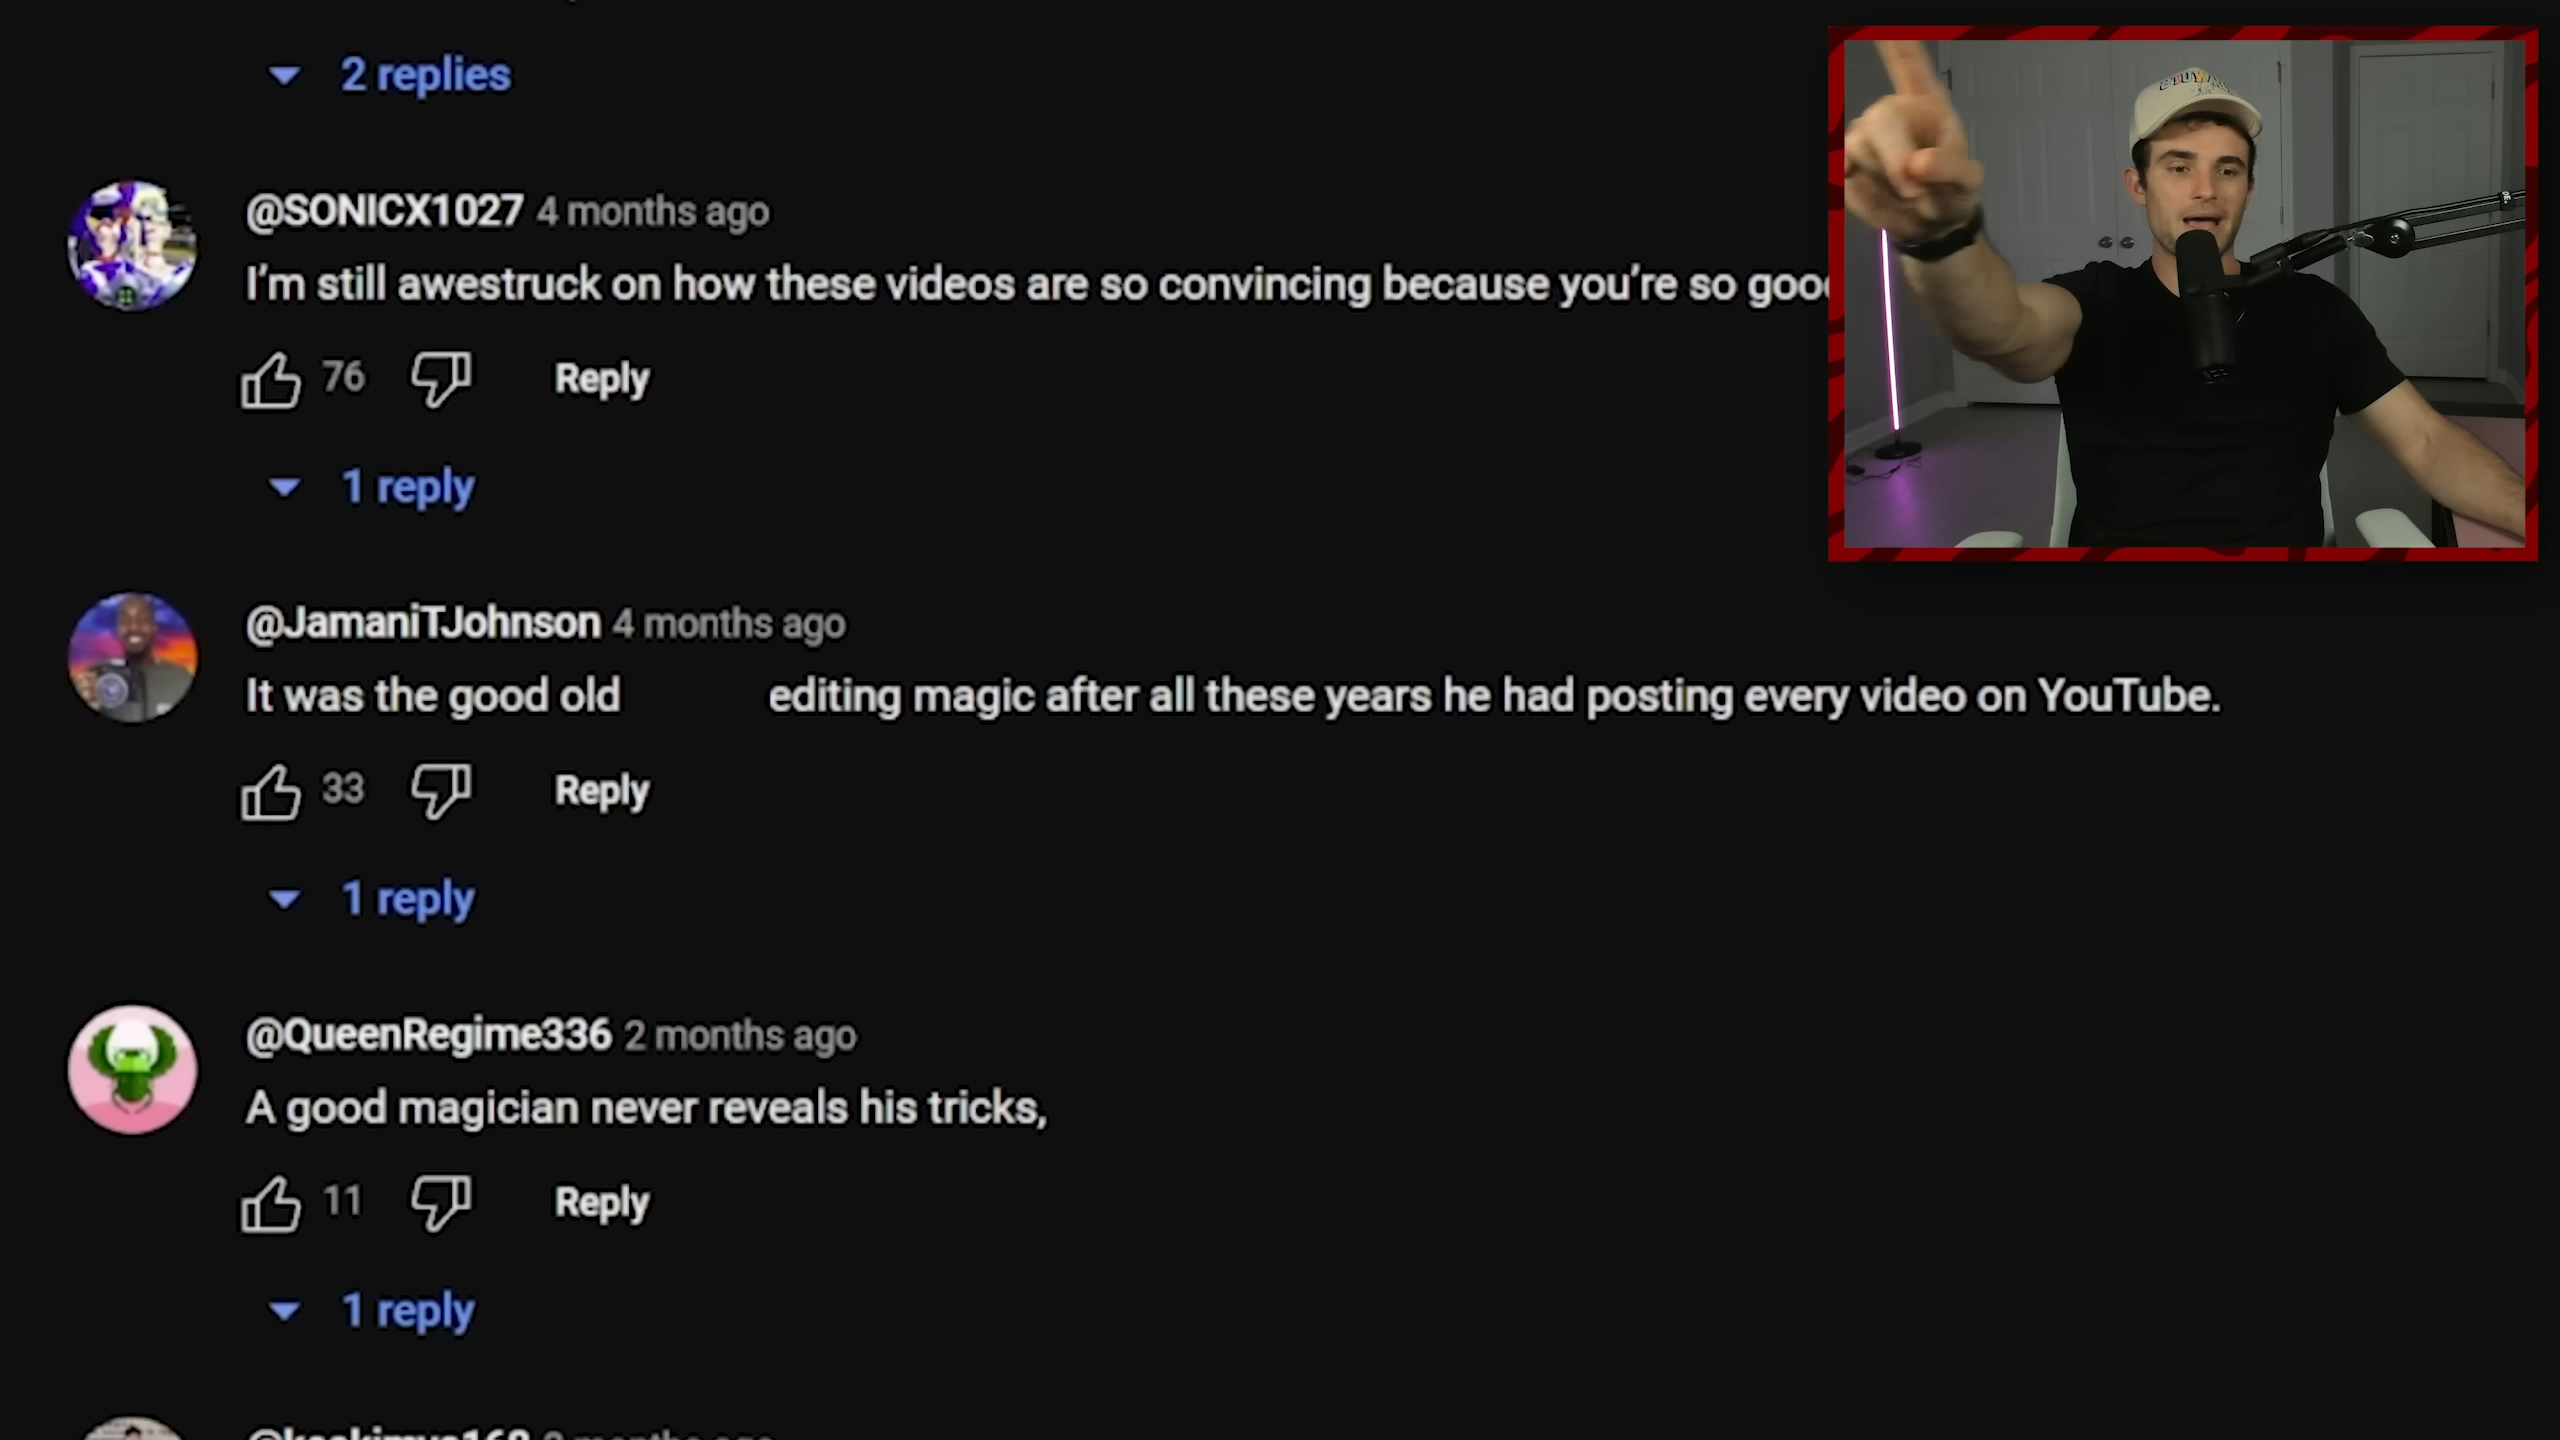 2 replies
@SONICX1027 4 months ago
I'm still awestruck on how these videos are so convincing because you're so good
76 Reply
1 reply
@JamaniTJohnson 4 months ago
It was the good old editing magic after all these years he had posting every video on YouTube.
33 Reply
1 reply
@QueenRegime336 2 months ago
A good magician never reveals his tricks,
11 Reply
1 reply